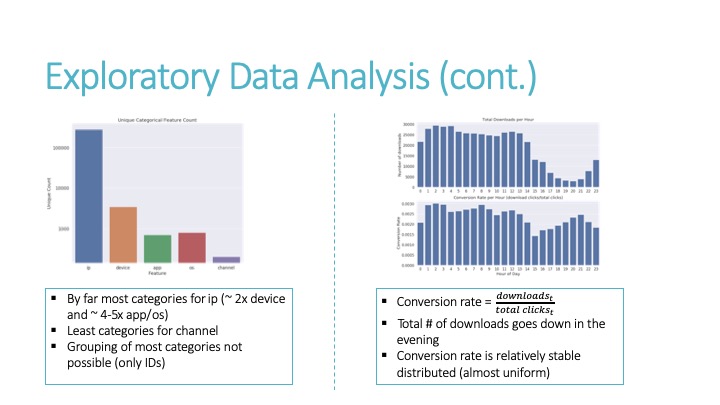 Exploratory Data Analysis (cont.)
Unique Categorical Feature Count
Unique Count
100000
10000
1000
ip device app os channel
Feature
▪ By far most categories for ip (~ 2x device
and ~ 4-5x app/os)
▪ Least categories for channel
▪ Grouping of most categories not
possible (only IDs)
Total Downloads per Hour
Number of downloads
30000
25000
20000
15000
10000
5000
0
0 1 2 3 4 5 6 7 8 9 10 11 12 13 14 15 16 17 18 19 20 21 22 23
Conversion Rate per Hour (download clicks/total clicks)
Conversion Rate
0.0030
0.0025
0.0020
0.0015
0.0010
0.0005
0.0000
0 1 2 3 4 5 6 7 8 9 10 11 12 13 14 15 16 17 18 19 20 21 22 23
Hour of Day
▪ Conversion rate = downloads_t / total clicks_t
▪ Total # of downloads goes down in the
evening
▪ Conversion rate is relatively stable
distributed (almost uniform)